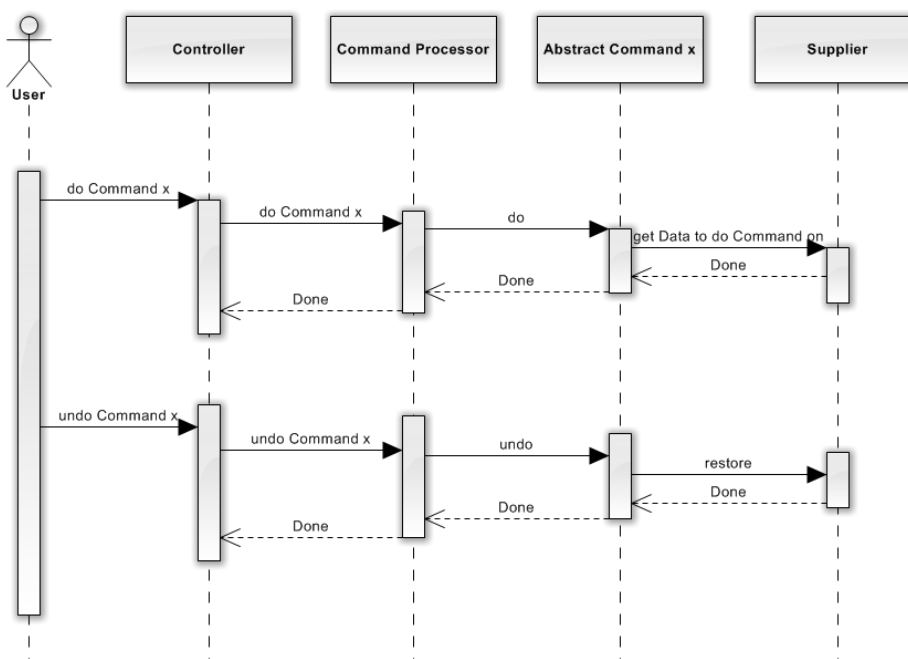 Controller
Command Processor
Abstract Command x
Supplier
User
do Command x
do Command x
do
get Data to do Command on
Done
Done
Done
undo Command x
undo Command x
undo
restore
Done
Done
Done